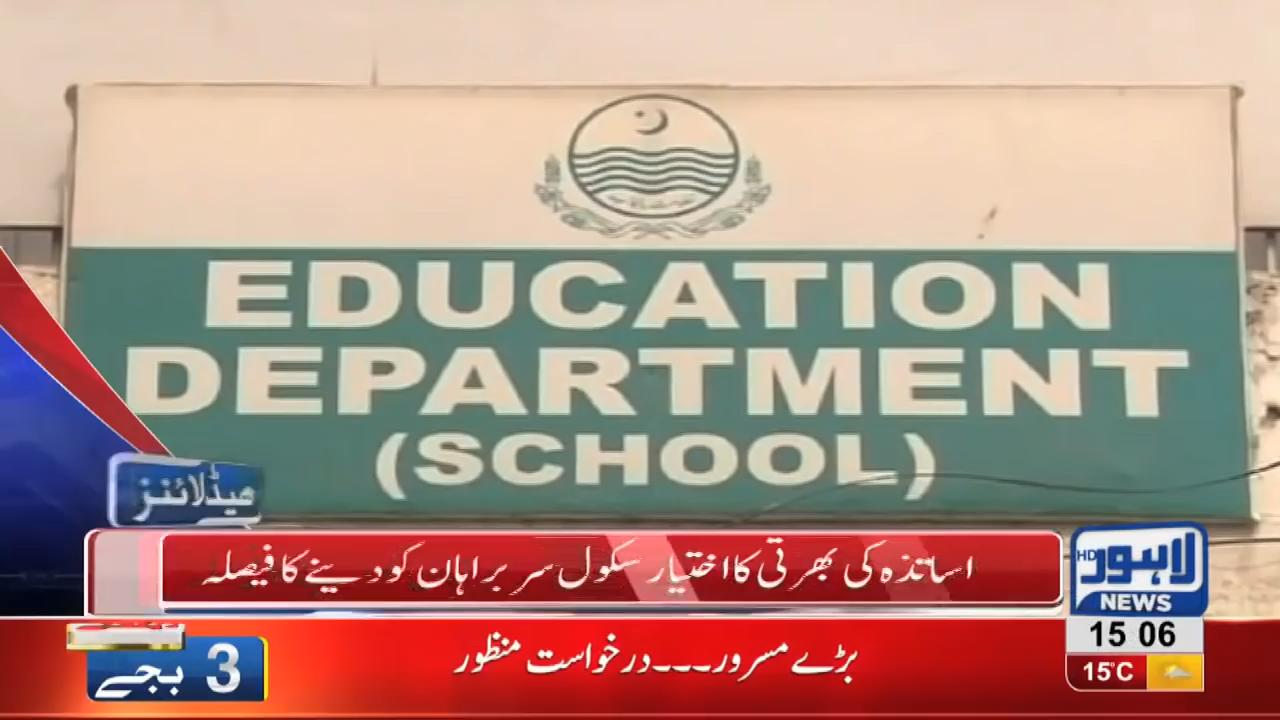 EDUCATION
DEPARTMENT
(SCHOOL)
ہیڈلائنز
اساتذہ کی بھرتی کا اختیار سکول سربراہان کو دینے کا فیصلہ
HD لاہور
NEWS
15 06
15°C
3 بجے
بڑے مسرور۔۔۔درخواست منظور